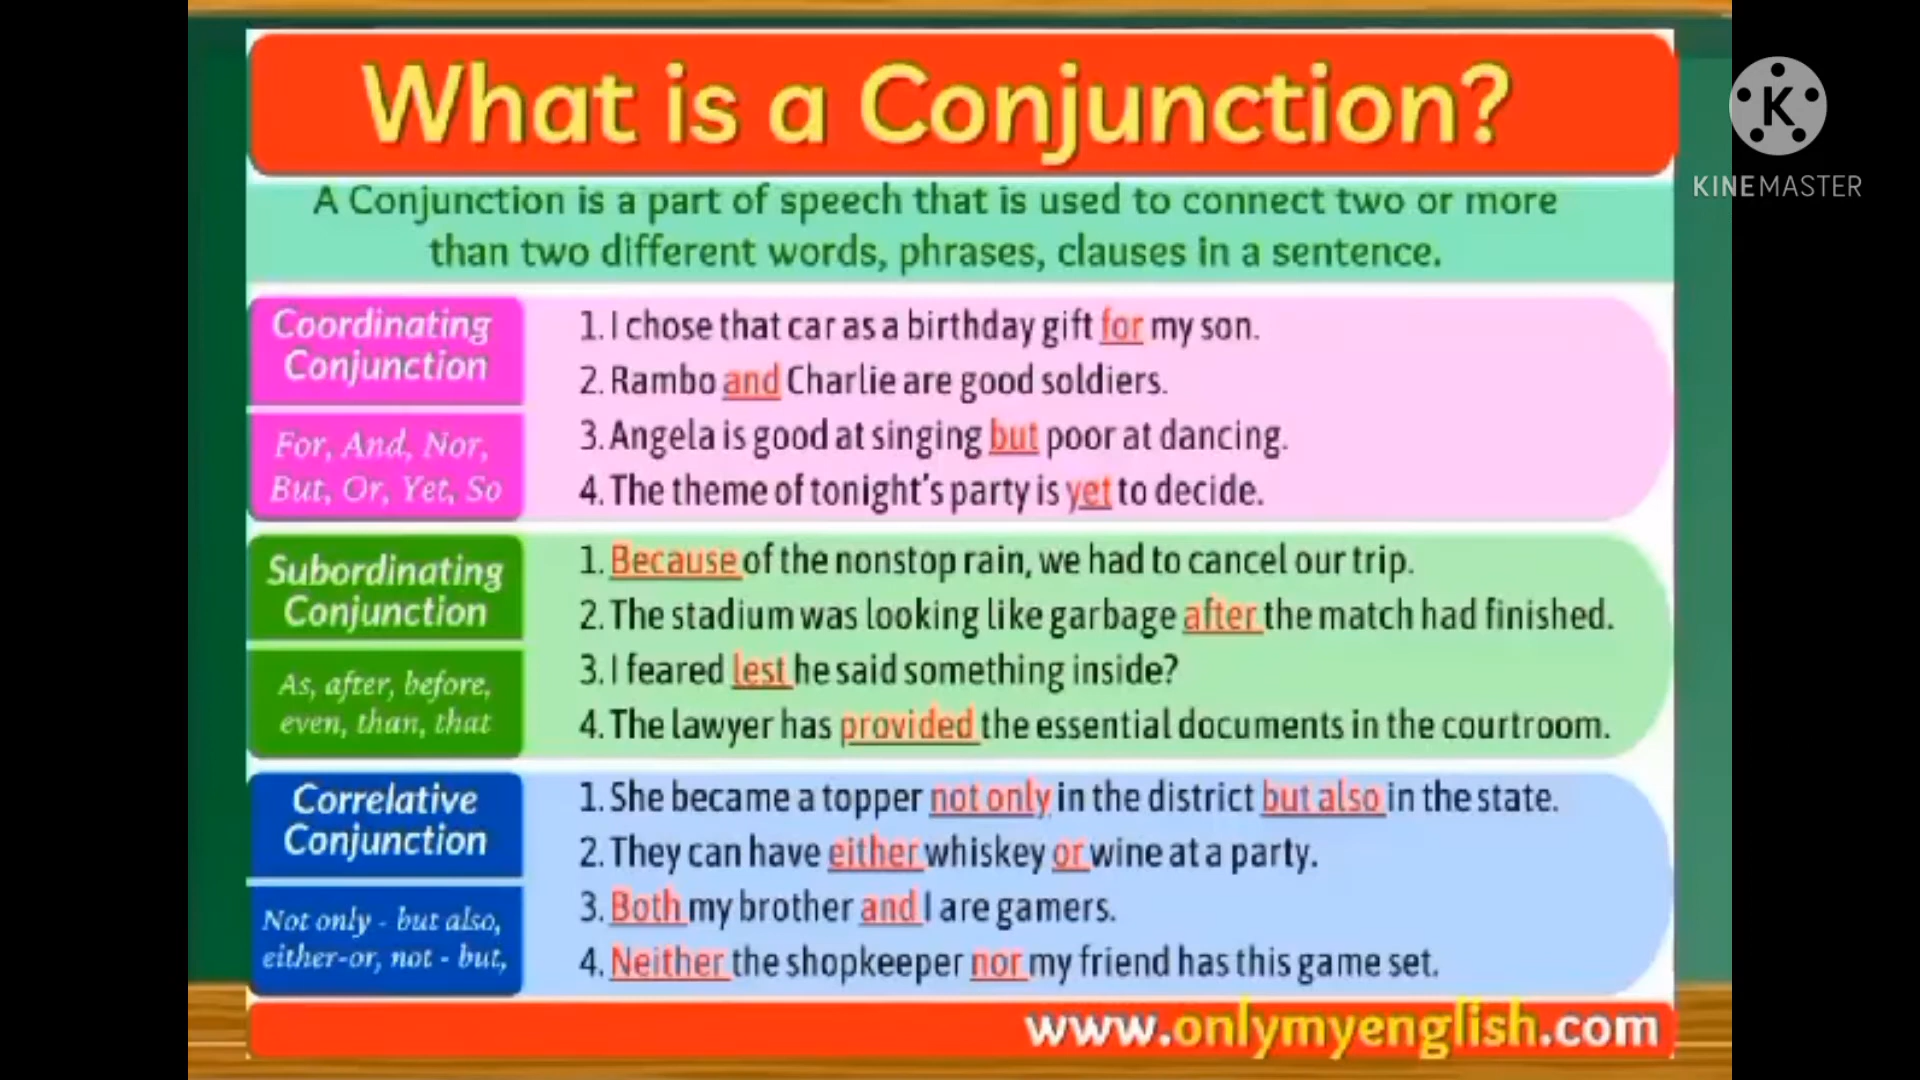 What is a Conjunction?
KINEMASTER
A Conjunction is a part of speech that is used to connect two or more
than two different words, phrases, clauses in a sentence.
Coordinating
Conjunction
For, And, Nor,
But, Or, Yet, So
1. I chose that car as a birthday gift for my son.
2. Rambo and Charlie are good soldiers.
3. Angela is good at singing but poor at dancing.
4. The theme of tonight's party is yet to decide.
Subordinating
Conjunction
As, after, before,
even, than, that
1. Because of the nonstop rain, we had to cancel our trip.
2. The stadium was looking like garbage after the match had finished.
3. I feared lest he said something inside?
4. The lawyer has provided the essential documents in the courtroom.
Correlative
Conjunction
Not only - but also,
either-or, not - but,
1. She became a topper not only in the district but also in the state.
2. They can have either whiskey or wine at a party.
3. Both my brother and I are gamers.
4. Neither the shopkeeper nor my friend has this game set.
www.onlymyenglish.com